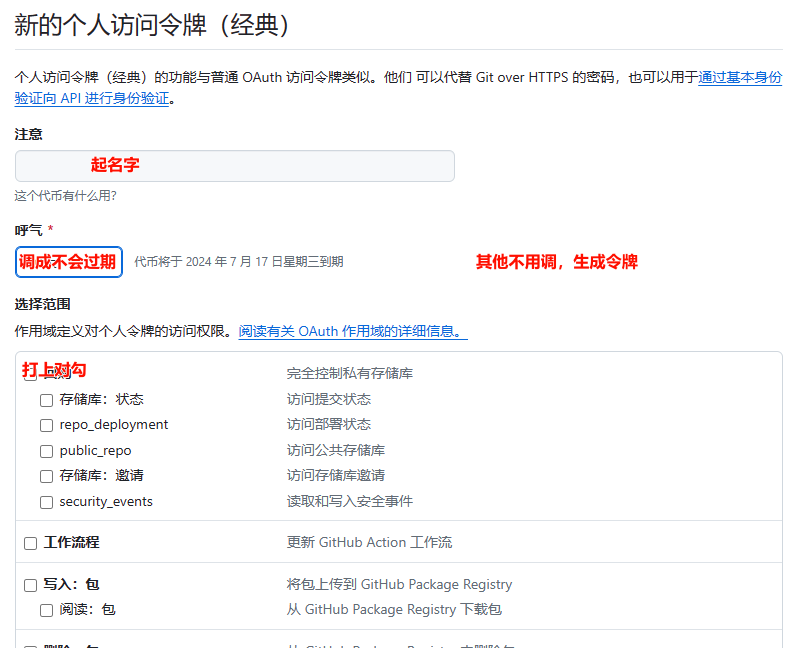 新的个人访问令牌（经典）
个人访问令牌（经典）的功能与普通 OAuth 访问令牌类似。他们 可以代替 Git over HTTPS 的密码，也可以用于通过基本身份
验证向 API 进行身份验证。
注意
起名字
这个代币有什么用？
呼气 *
调成不会过期 代币将于 2024 年 7 月 17 日星期三到期 其他不用调，生成令牌
选择范围
作用域定义对个人令牌的访问权限。阅读有关 OAuth 作用域的详细信息。
打上对勾 完全控制私有存储库
存储库：状态 访问提交状态
repo_deployment 访问部署状态
public_repo 访问公共存储库
存储库：邀请 访问存储库邀请
security_events 读取和写入安全事件
工作流程 更新 GitHub Action 工作流
写入：包 将包上传到 GitHub Package Registry
阅读：包 从 GitHub Package Registry 下载包